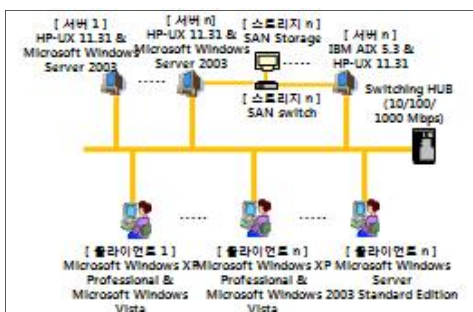 [ 서버 1 ]
HP-UX 11.31 &
Microsoft Windows
Server 2003
[ 서버 n]
HP-UX 11.31 &
Microsoft Windows
Server 2003
[ 스토리지 n ]
SAN Storage
[ 스토리지 n ]
SAN switch
[ 서버 n ]
IBM AIX 5.3 &
HP-UX 11.31
Switching HUB
(10/100/
1000 Mbps)
[ 클라이언트 1 ]
Microsoft Windows XP
Professional &
Microsoft Windows
Vista
[ 클라이언트 n ]
Microsoft Windows XP
Professional &
Microsoft Windows
Vista
[ 클라이언트 n ]
Microsoft Windows
Server
2003 Standard Edition